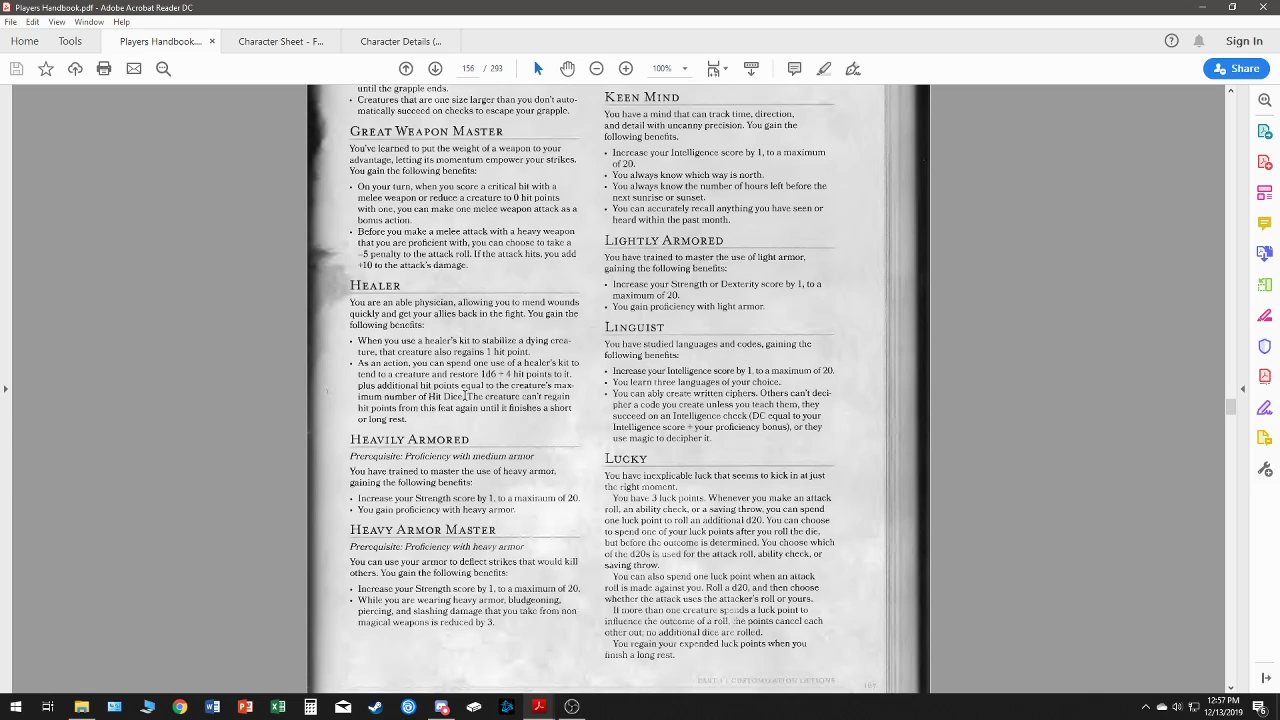 Players Handbook.pdf - Adobe Acrobat Reader DC
File Edit View Window Help
Home Tools Players Handbook.... × Character Sheet - F... Character Details (... Sign In
156 / 293 100% Share
until the grapple ends.
• Creatures that are one size larger than you don't auto-
matically succeed on checks to escape your grapple.
GREAT WEAPON MASTER
You've learned to put the weight of a weapon to your
advantage, letting its momentum empower your strikes.
You gain the following benefits:
• On your turn, when you score a critical hit with a
melee weapon or reduce a creature to 0 hit points
with one, you can make one melee weapon attack as a
bonus action.
• Before you make a melee attack with a heavy weapon
that you are proficient with, you can choose to take a
–5 penalty to the attack roll. If the attack hits, you add
+10 to the attack's damage.
HEALER
You are an able physician, allowing you to mend wounds
quickly and get your allies back in the fight. You gain the
following benefits:
• When you use a healer's kit to stabilize a dying crea-
ture, that creature also regains 1 hit point.
• As an action, you can spend one use of a healer's kit to
tend to a creature and restore 1d6 + 4 hit points to it,
plus additional hit points equal to the creature's max-
imum number of Hit Dice. The creature can't regain
hit points from this feat again until it finishes a short
or long rest.
HEAVILY ARMORED
Prerequisite: Proficiency with medium armor
You have trained to master the use of heavy armor,
gaining the following benefits:
• Increase your Strength score by 1, to a maximum of 20.
• You gain proficiency with heavy armor.
HEAVY ARMOR MASTER
Prerequisite: Proficiency with heavy armor
You can use your armor to deflect strikes that would kill
others. You gain the following benefits:
• Increase your Strength score by 1, to a maximum of 20.
• While you are wearing heavy armor, bludgeoning,
piercing, and slashing damage that you take from non-
magical weapons is reduced by 3.
KEEN MIND
You have a mind that can track time, direction,
and detail with uncanny precision. You gain the
following benefits.
• Increase your Intelligence score by 1, to a maximum
of 20.
• You always know which way is north.
• You always know the number of hours left before the
next sunrise or sunset.
• You can accurately recall anything you have seen or
heard within the past month.
LIGHTLY ARMORED
You have trained to master the use of light armor,
gaining the following benefits:
• Increase your Strength or Dexterity score by 1, to a
maximum of 20.
• You gain proficiency with light armor.
LINGUIST
You have studied languages and codes, gaining the
following benefits:
• Increase your Intelligence score by 1, to a maximum of 20.
• You learn three languages of your choice.
• You can ably create written ciphers. Others can't deci-
pher a code you create unless you teach them, they
succeed on an Intelligence check (DC equal to your
Intelligence score + your proficiency bonus), or they
use magic to decipher it.
LUCKY
You have inexplicable luck that seems to kick in at just
the right moment.
You have 3 luck points. Whenever you make an attack
roll, an ability check, or a saving throw, you can spend
one luck point to roll an additional d20. You can choose
to spend one of your luck points after you roll the die,
but before the outcome is determined. You choose which
of the d20s is used for the attack roll, ability check, or
saving throw.
You can also spend one luck point when an attack
roll is made against you. Roll a d20, and then choose
whether the attack uses the attacker's roll or yours.
If more than one creature spends a luck point to
influence the outcome of a roll, the points cancel each
other out; no additional dice are rolled.
You regain your expended luck points when you
finish a long rest.
PART 1 | CUSTOMIZATION OPTIONS
12:57 PM
12/13/2019